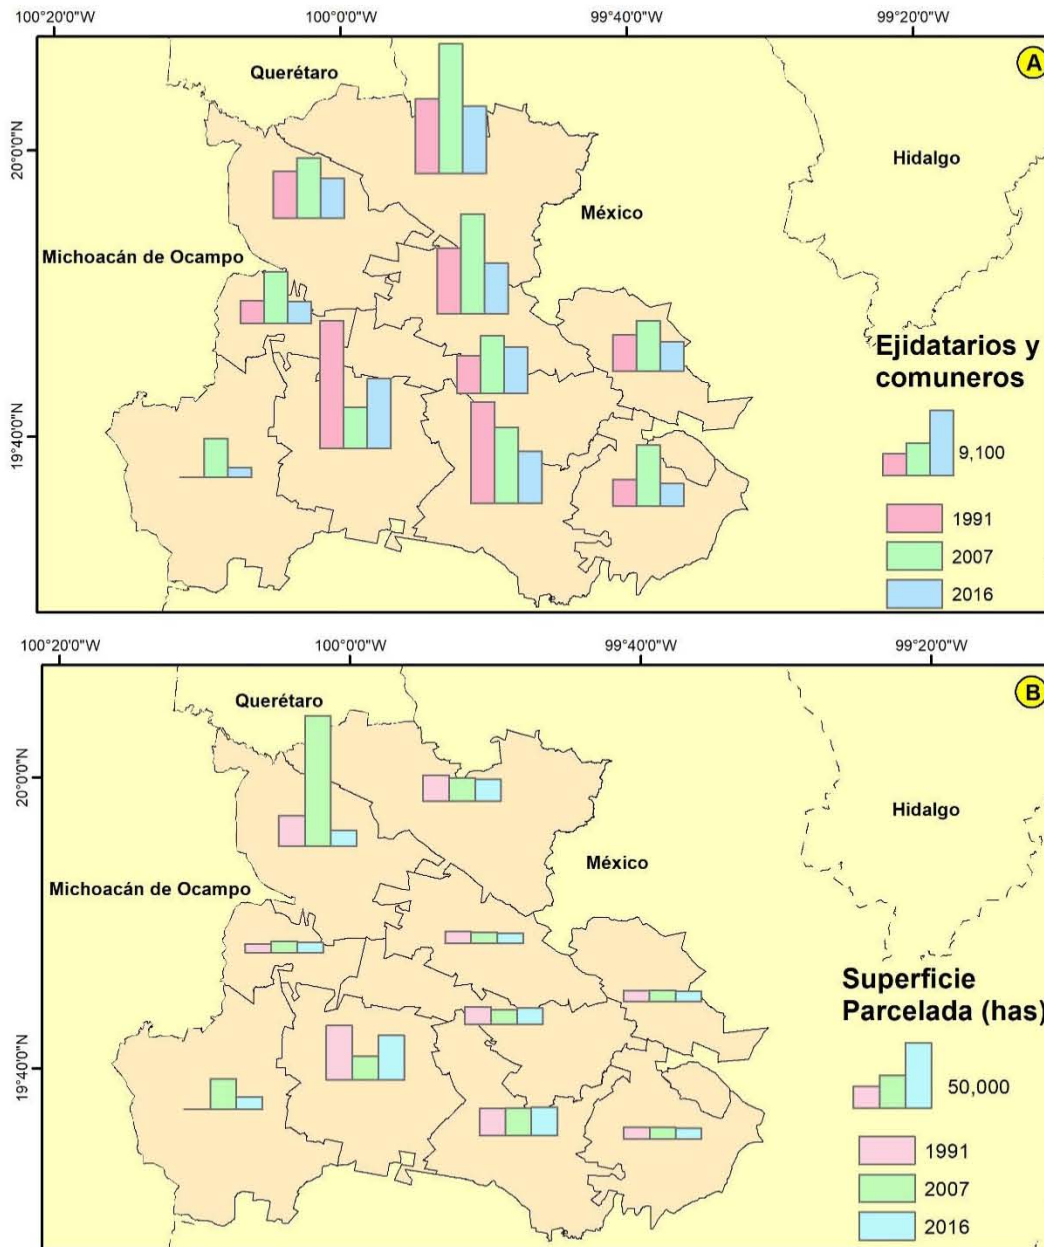 100°20'0"W 100°0'0"W 99°40'0"W 99°20'0"W
A
Querétaro
20°0'0"N
Hidalgo
México
Michoacán de Ocampo
Ejidatarios y
comuneros
19°40'0"N
9,100
1991
2007
2016
100°20'0"W 100°0'0"W 99°40'0"W 99°20'0"W
B
Querétaro
20°0'0"N
Hidalgo
México
Michoacán de Ocampo
Superficie
Parcelada (has)
19°40'0"N
50,000
1991
2007
2016